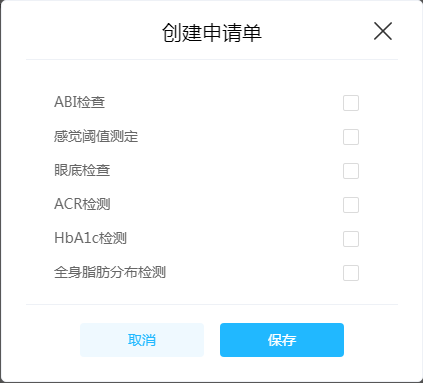 创建申请单
ABI检查
感觉阈值测定
眼底检查
ACR检测
HbA1c检测
全身脂肪分布检测
取消
保存